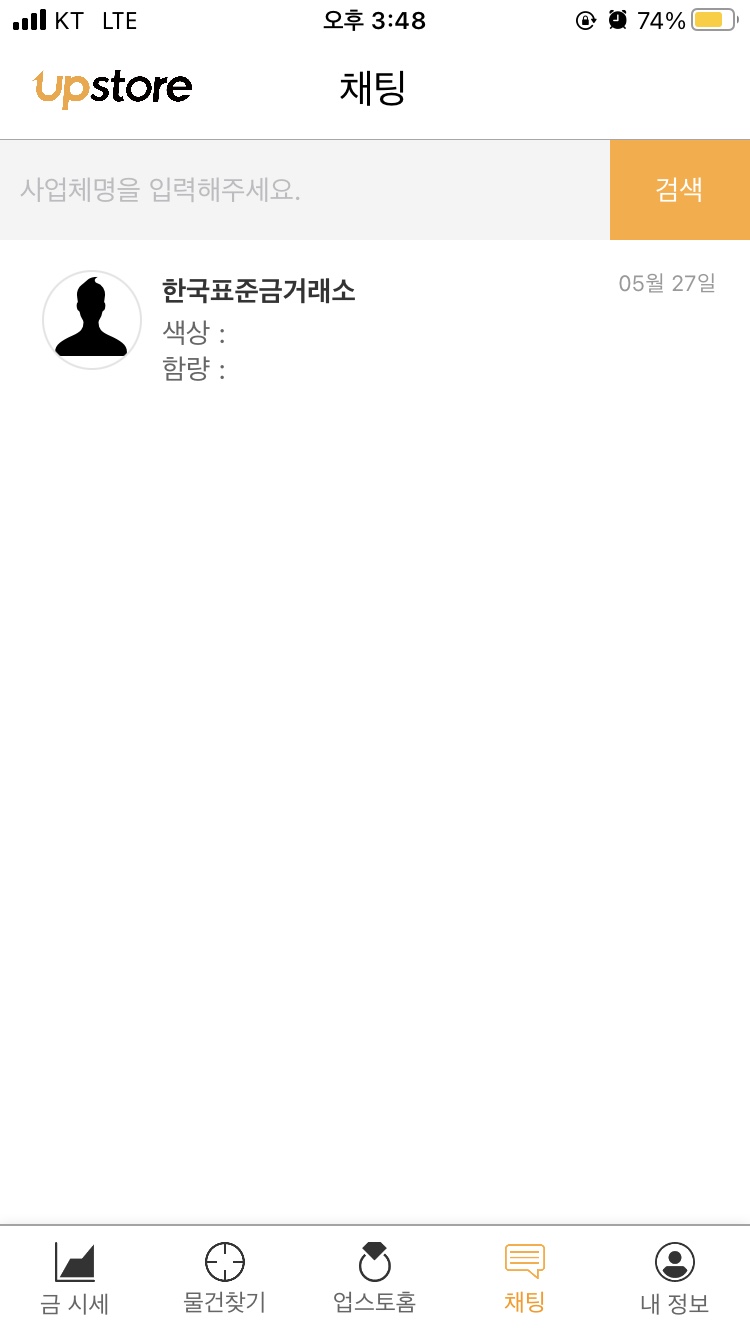 KT LTE 오후 3:48 74%
upstore 채팅
사업체명을 입력해주세요. 검색
한국표준금거래소 05월 27일
색상 :
함량 :
금 시세 물건찾기 업스토홈 채팅 내 정보